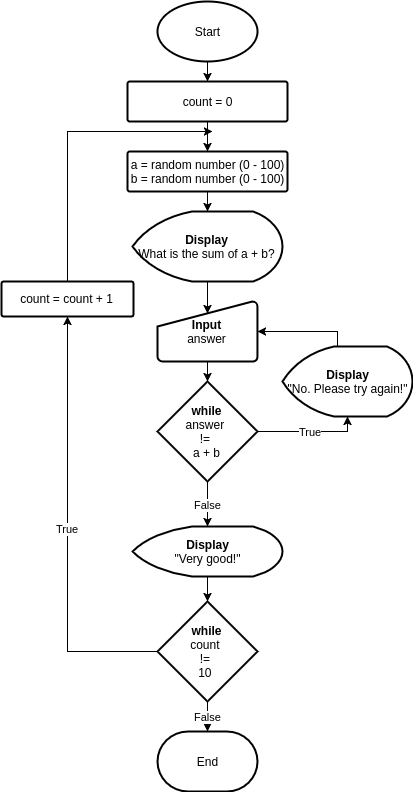 Start
count = 0
a = random number (0 - 100)
b = random number (0 - 100)
Display
What is the sum of a + b?
count = count + 1
Input
answer
Display
"No. Please try again!"
while
answer
!=
a + b
True
False
Display
"Very good!"
True
while
count
!=
10
False
End